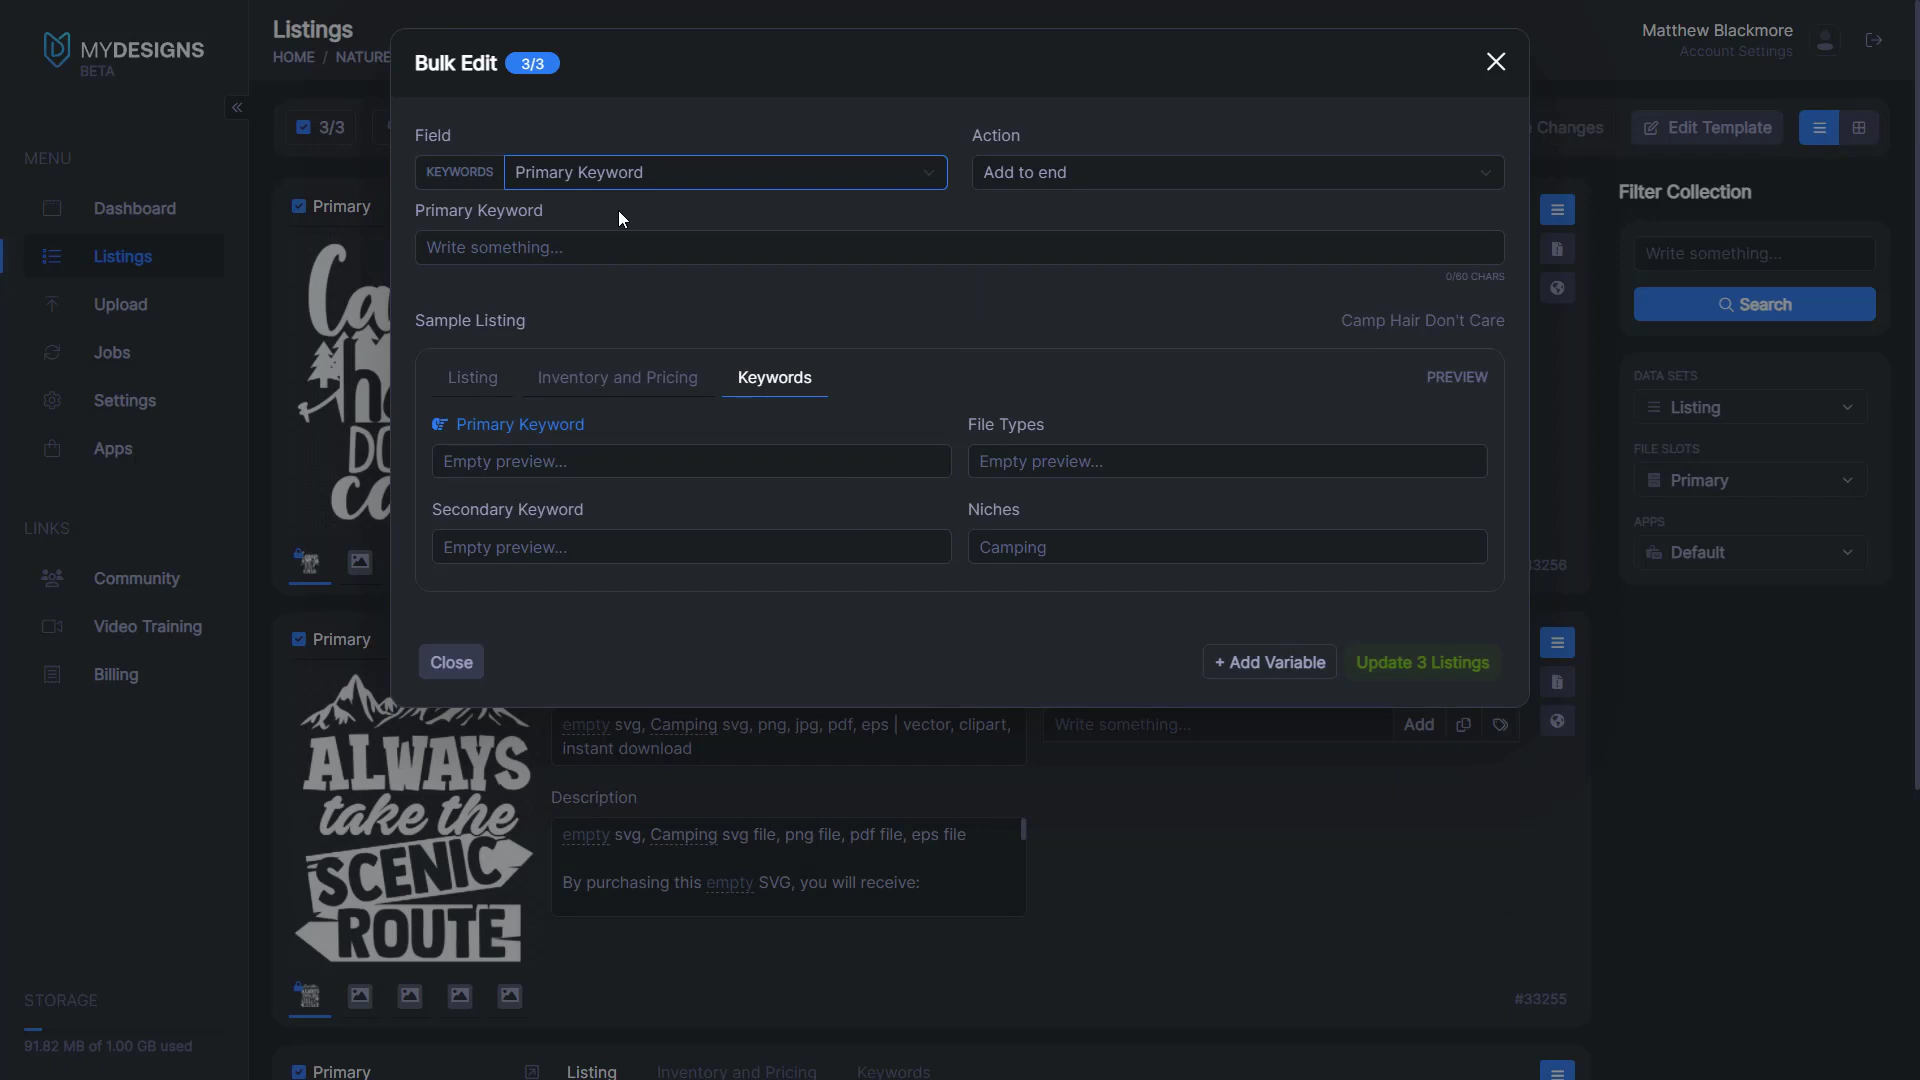 MYDESIGNS
BETA
MENU
Dashboard
Listings
Upload
Jobs
Settings
Apps
LINKS
Community
Video Training
Billing
STORAGE
91.82 MB of 1.00 GB used
Listings
HOME / NATURE
Matthew Blackmore
Account Settings
3/3
Changes
Edit Template
Bulk Edit 3/3
Field
Action
KEYWORDS Primary Keyword
Add to end
Primary Keyword
Write something...
0/60 CHARS
Sample Listing
Camp Hair Don't Care
Listing
Inventory and Pricing
Keywords
PREVIEW
Primary Keyword
File Types
Empty preview...
Empty preview...
Secondary Keyword
Niches
Empty preview...
Camping
Close
+ Add Variable
Update 3 Listings
Filter Collection
Write something...
Search
DATA SETS
Listing
FILE SLOTS
Primary
APPS
Default
Primary
Ca
ha
DO
ca
33256
Primary
ALWAYS
take the
SCENIC
ROUTE
empty svg, Camping svg, png, jpg, pdf, eps | vector, clipart,
instant download
Write something...
Add
Description
empty svg, Camping svg file, png file, pdf file, eps file
By purchasing this empty SVG, you will receive:
#33255
Primary
Listing
Inventory and Pricing
Keywords